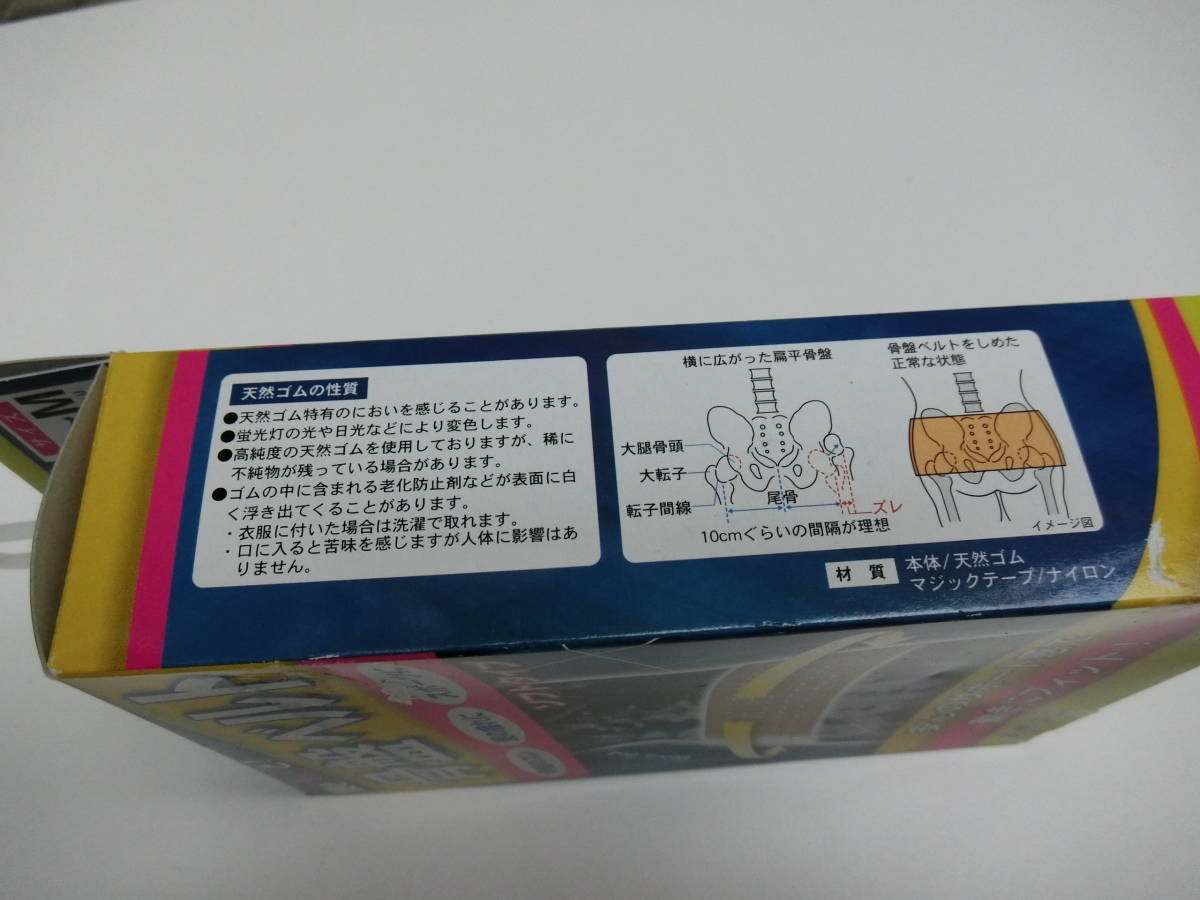 サイズ
M
天然ゴムの性質
●天然ゴム特有のにおいを感じることがあります。
●蛍光灯の光や日光などにより変色します。
●高純度の天然ゴムを使用しておりますが、稀に
不純物が残っている場合があります。
●ゴムの中に含まれる老化防止剤などが表面に白
く浮き出てくることがあります。
・衣服に付いた場合は洗濯で取れます。
・口に入ると苦味を感じますが人体に影響はあ
りません。
横に広がった扁平骨盤
大腿骨頭
大転子
転子間線
尾骨
ズレ
10cmぐらいの間隔が理想
骨盤ベルトをしめた
正常な状態
イメージ図
材 質
本体/天然ゴム
マジックテープ/ナイロン